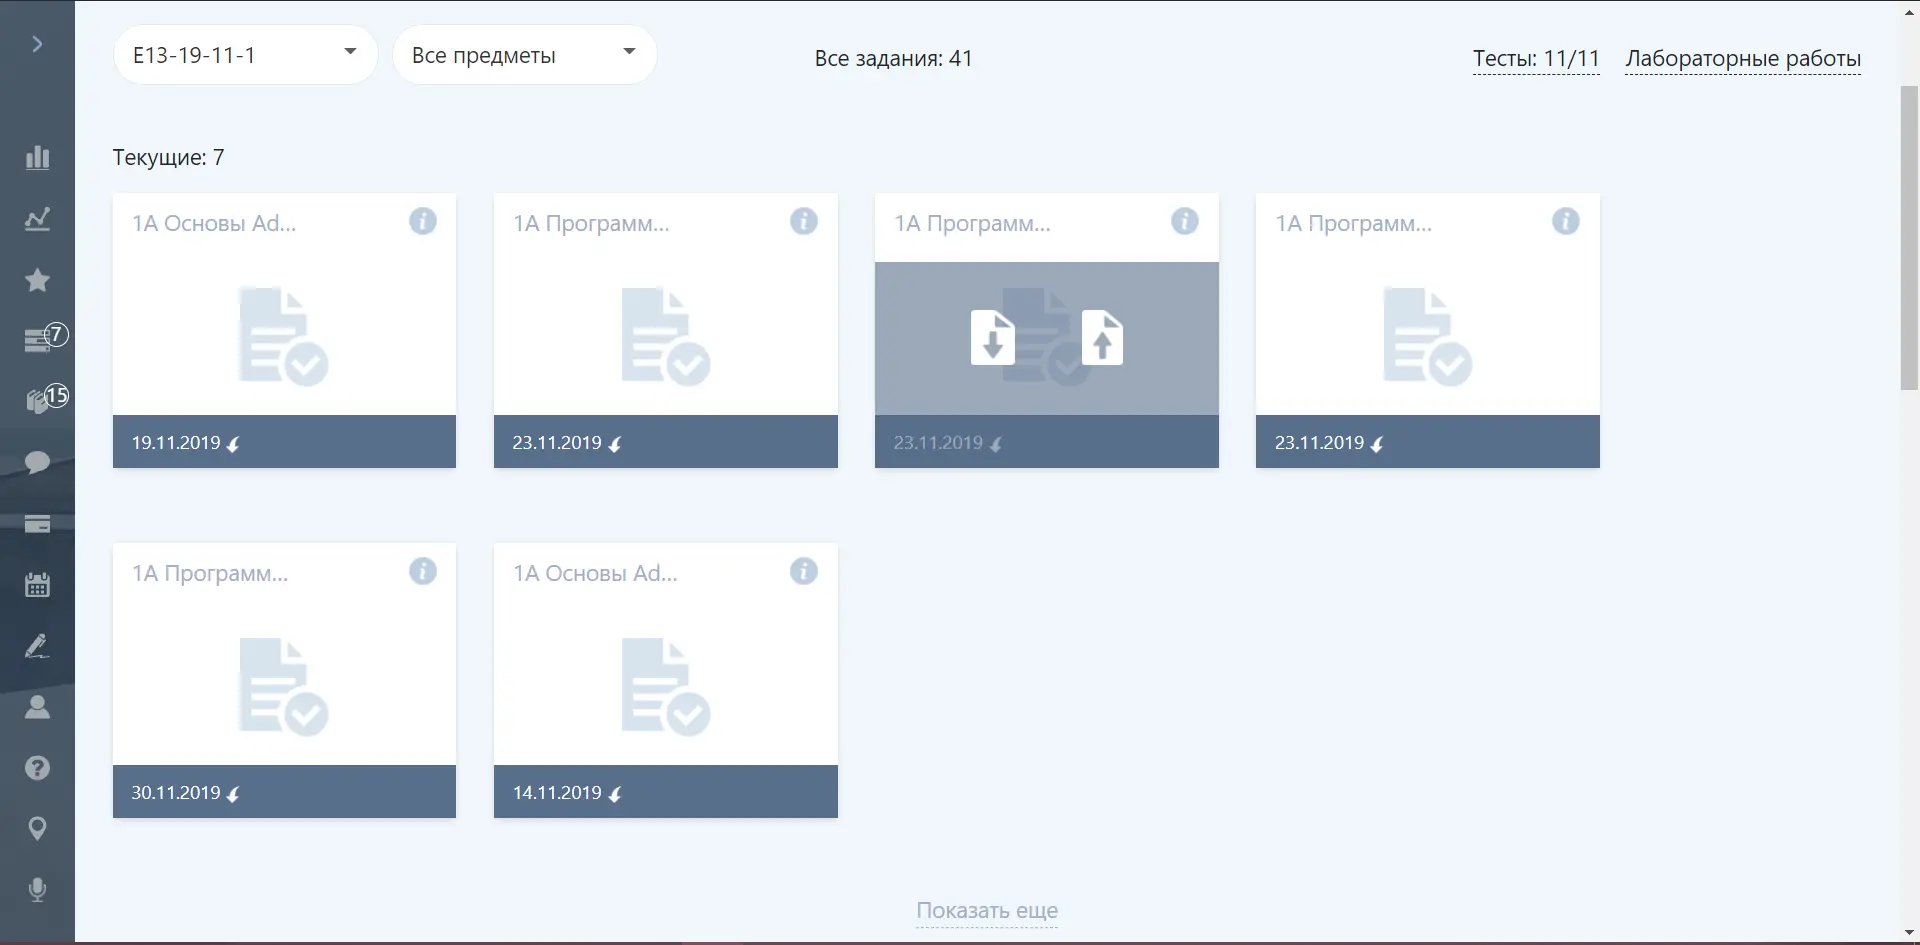 E13-19-11-1
Все предметы
Все задания: 41
Тесты: 11/11
Лабораторные работы
Текущие: 7
7
15
1А Основы Ad...
1А Программ...
1А Программ...
1А Программ...
19.11.2019
23.11.2019
23.11.2019
23.11.2019
1А Программ...
1А Основы Ad...
30.11.2019
14.11.2019
Показать еще